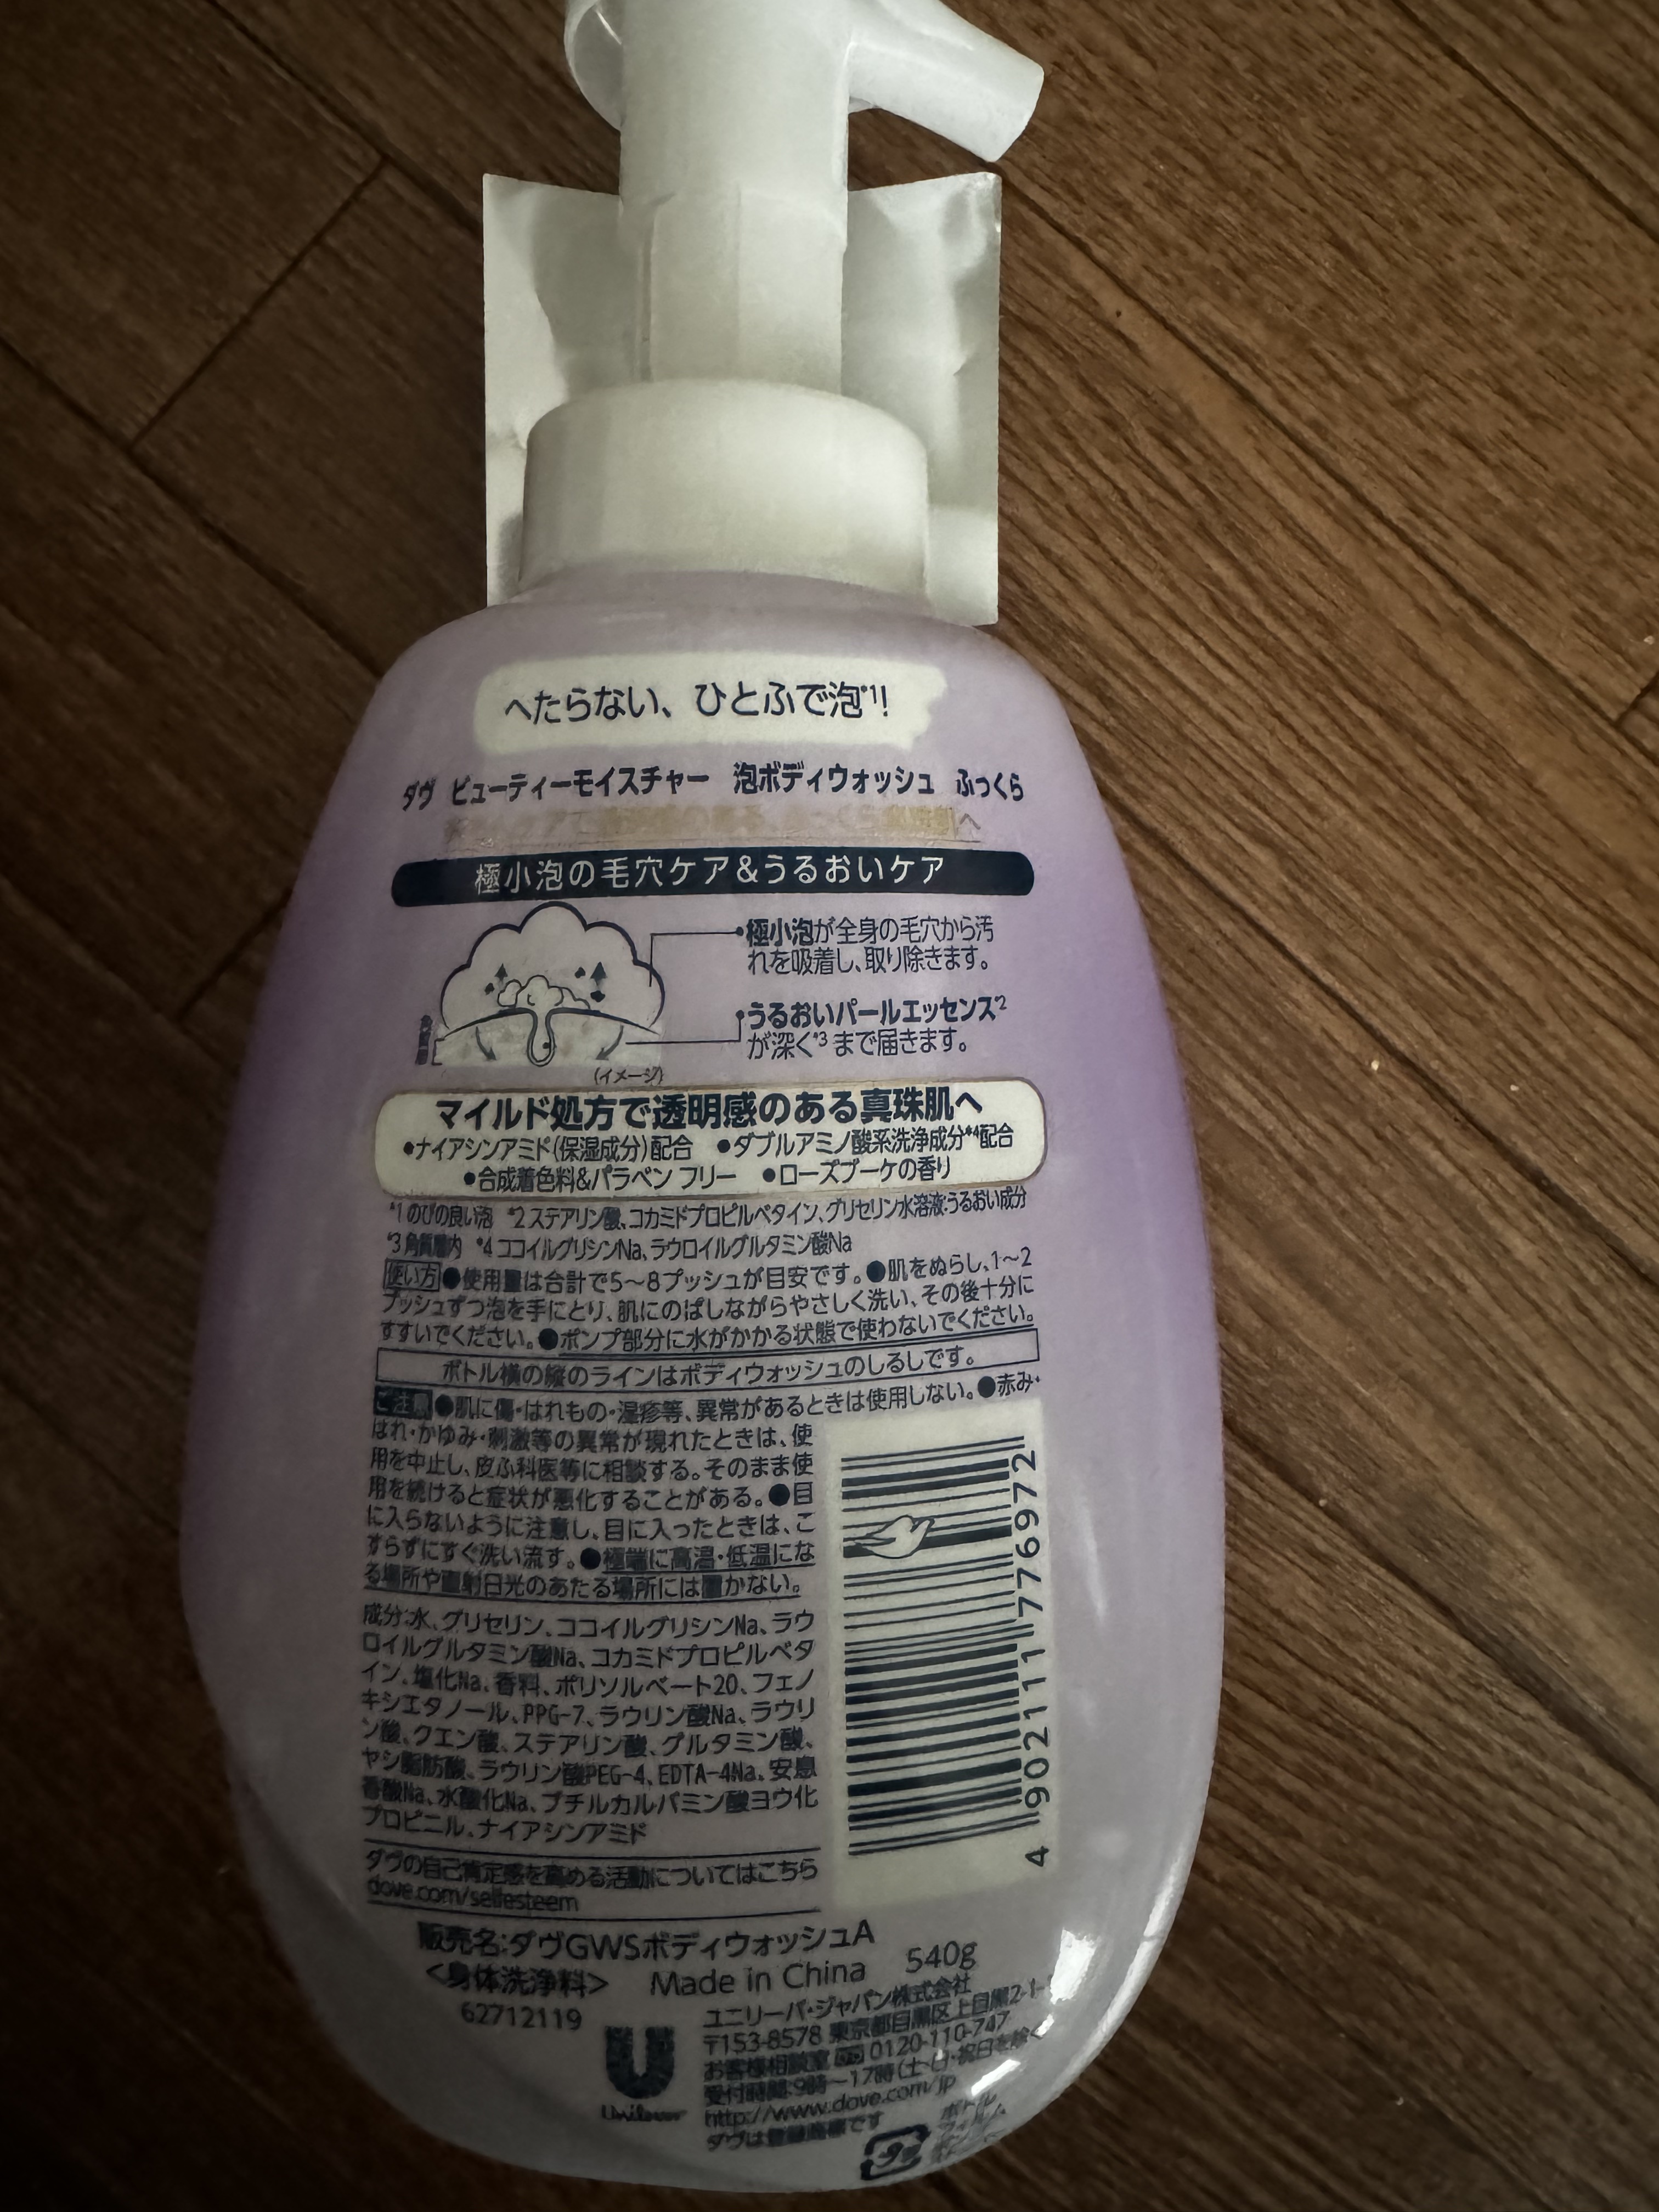 へたらない、ひとふで泡*1!
ダヴ ビューティーモイスチャー 泡ボディウォッシュ ふっくら
へ
極小泡の毛穴ケア&うるおいケア
•極小泡が全身の毛穴から汚
れを吸着し、取り除きます。
•うるおいパールエッセンス*2
が深く*3 まで届きます。
角質層
(イメージ)
マイルド処方で透明感のある真珠肌へ
●ナイアシンアミド(保湿成分)配合 ●ダブルアミノ酸系洗浄成分*4配合
●合成着色料&パラベン フリー ●ローズブーケの香り
*1 のびの良い泡 *2 ステアリン酸、コカミドプロピルベタイン、グリセリン水溶液:うるおい成分
*3 角質層内 *4 ココイルグリシンNa、ラウロイルグルタミン酸Na
使い方●使用量は合計で5～8プッシュが目安です。●肌をぬらし、1～2
プッシュずつ泡を手にとり、肌にのばしながらやさしく洗い、その後十分に
すすいでください。●ポンプ部分に水がかかる状態で使わないでください。
ボトル横の縦のラインはボディウォッシュのしるしです。
ご注意●肌に傷・はれもの・湿疹等、異常があるときは使用しない。●赤み・
はれ・かゆみ・刺激等の異常が現れたときは、使
用を中止し、皮ふ科医等に相談する。そのまま使
用を続けると症状が悪化することがある。●目
に入らないように注意し、目に入ったときは、こ
すらずにすぐ洗い流す。●極端に高温・低温にな
る場所や直射日光のあたる場所には置かない。
成分:水、グリセリン、ココイルグリシンNa、ラウ
ロイルグルタミン酸Na、コカミドプロピルベタ
イン、塩化Na、香料、ポリソルベート20、フェノ
キシエタノール、PPG-7、ラウリン酸Na、ラウリ
ン酸、クエン酸、ステアリン酸、グルタミン酸、
ヤシ脂肪酸、ラウリン酸PEG-4、EDTA-4Na、安息
香酸Na、水酸化Na、ブチルカルバミン酸ヨウ化
プロピニル、ナイアシンアミド
4 902111 776972
ダヴの自己肯定感を高める活動についてはこちら
dove.com/selfesteem
販売名:ダヴGWSボディウォッシュA
<身体洗浄料> Made in China 540g
62712119
Unilever
ユニリーバ・ジャパン株式会社
〒153-8578 東京都目黒区上目黒2-1-
お客様相談室 0120-110-747
受付時間:9時～17時(土・日・祝日を除く
http://www.dove.com/jp
ダヴは登録商標です
ボトル